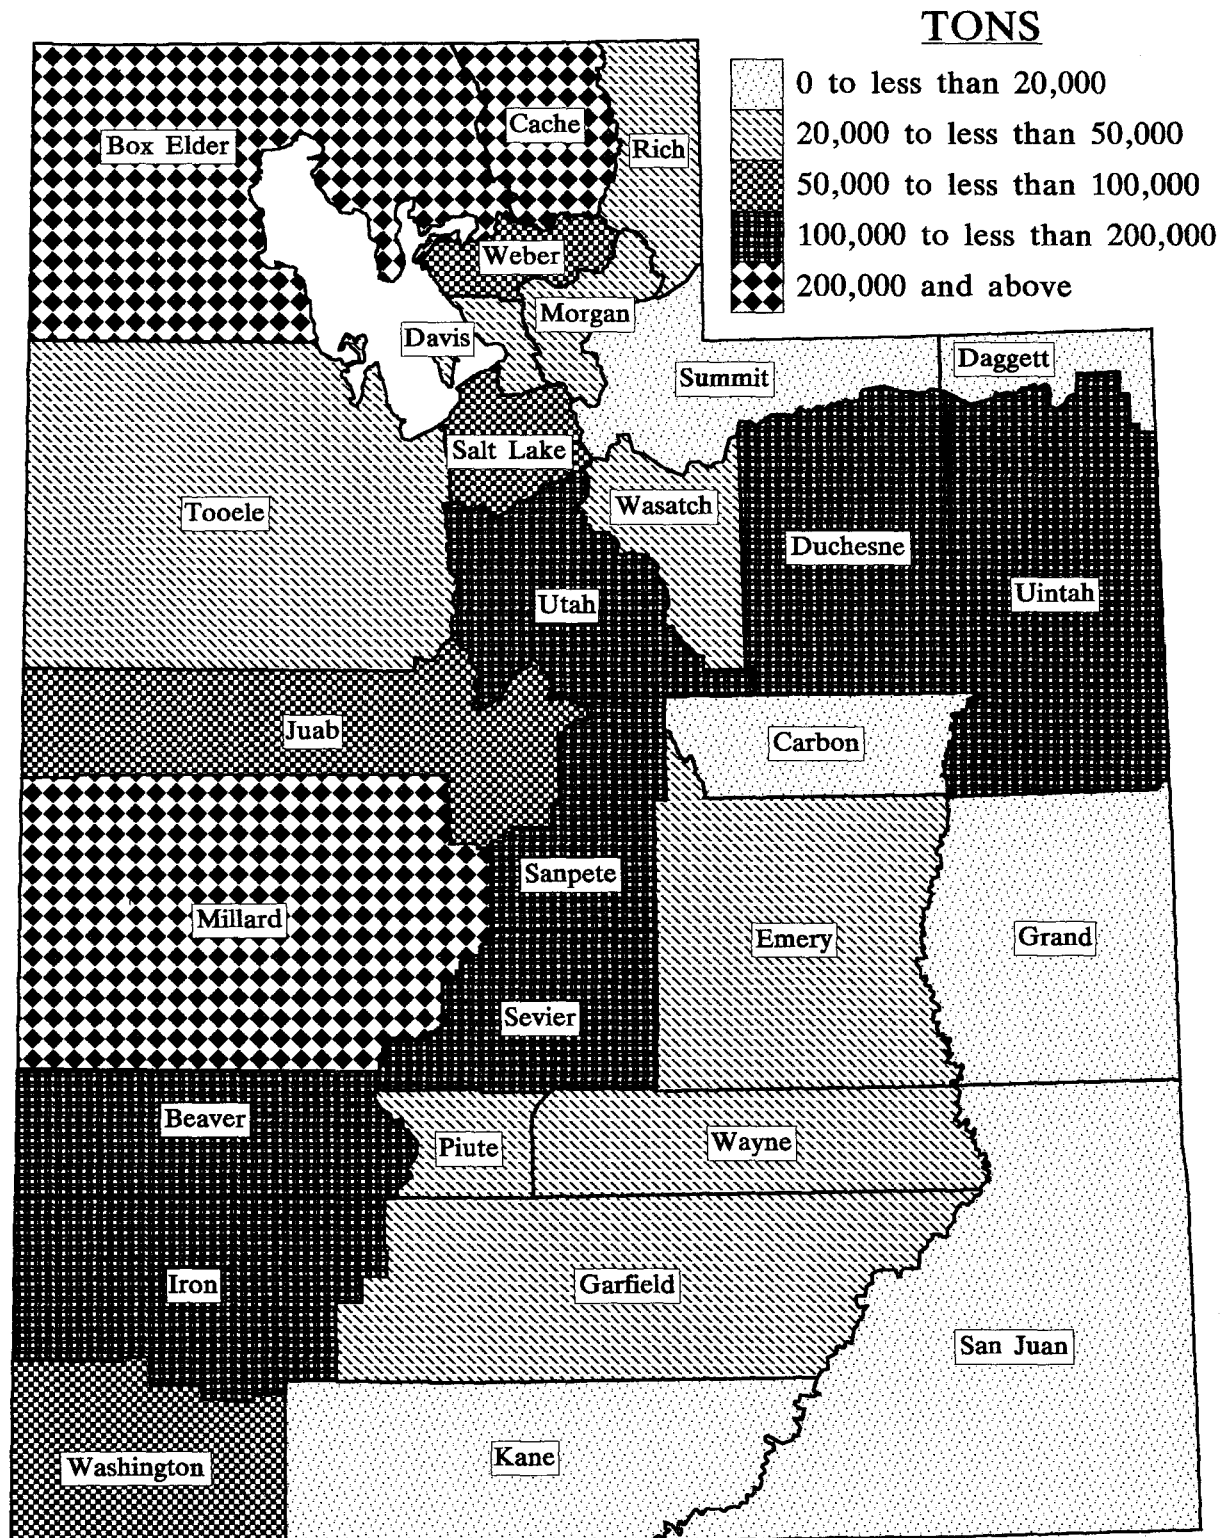 TONS
0 to less than 20,000
20,000 to less than 50,000
50,000 to less than 100,000
100,000 to less than 200,000
200,000 and above
Box Elder
Cache
Rich
Weber
Morgan
Davis
Summit
Daggett
Salt Lake
Tooele
Wasatch
Duchesne
Utah
Uintah
Juab
Carbon
Sanpete
Millard
Emery
Grand
Sevier
Beaver
Piute
Wayne
Iron
Garfield
San Juan
Kane
Washington